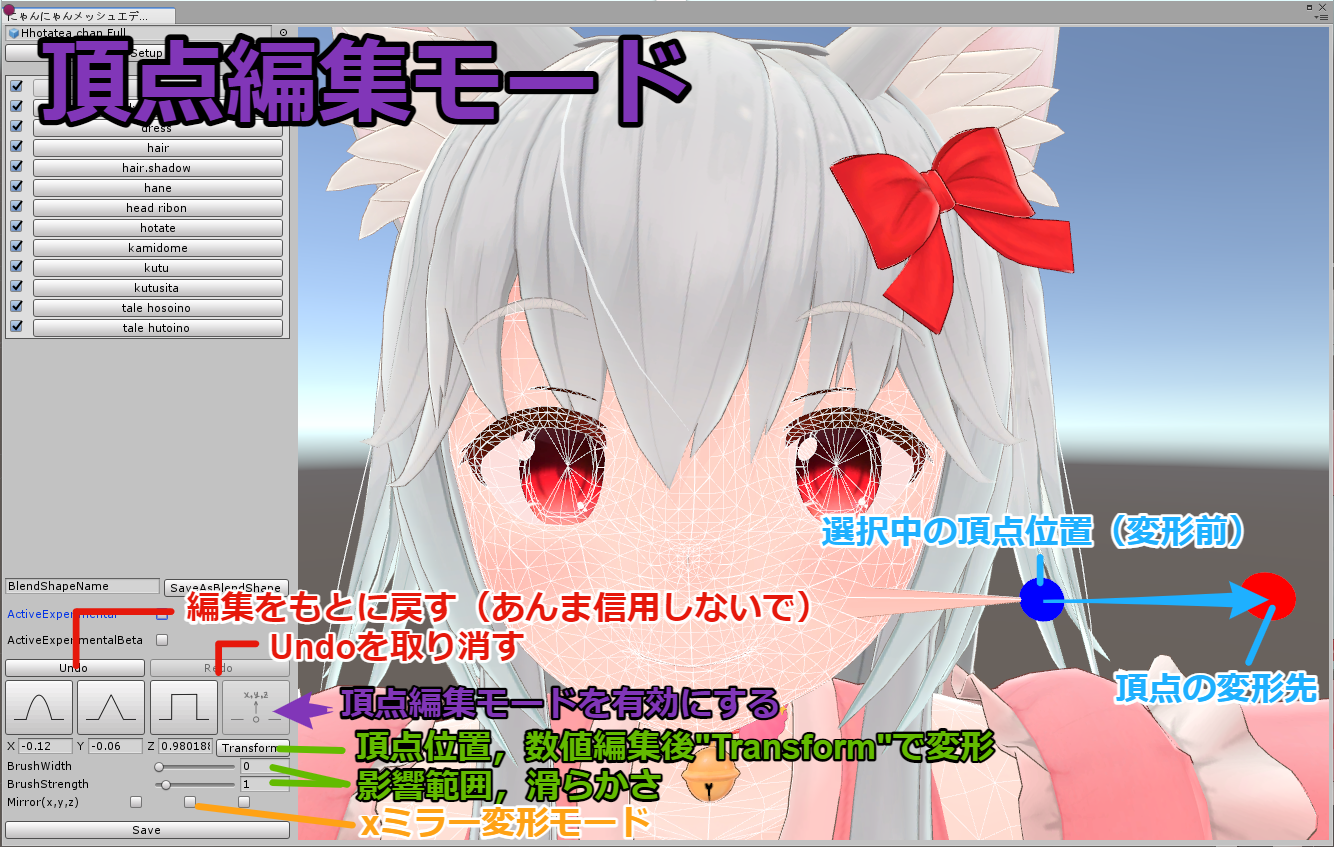 にゃんにゃんメッシュエデ...
Hhotatea chan Full
Setup
頂点編集モード
dress
hair
hair.shadow
hane
head ribon
hotate
kamidome
kutu
kutusita
tale hosoino
tale hutoino
選択中の頂点位置（変形前）
頂点の変形先
BlendShapeName
SaveAsBlendShape
ActiveExperimental
編集をもとに戻す（あんま信用しないで）
ActiveExperimentalBeta
Undoを取り消す
Undo
Redo
x,y,z
頂点編集モードを有効にする
X -0.12 Y -0.06 Z 0.980188 Transform
頂点位置，数値編集後"Transform"で変形
BrushWidth 0
BrushStrength 1
影響範囲，滑らかさ
Mirror(x,y,z)
xミラー変形モード
Save